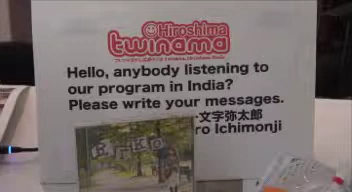 Hiroshima
twinama
Hello, anybody listening to
our program in India?
Please write your messages.
一文字弥太郎
ro Ichimonji